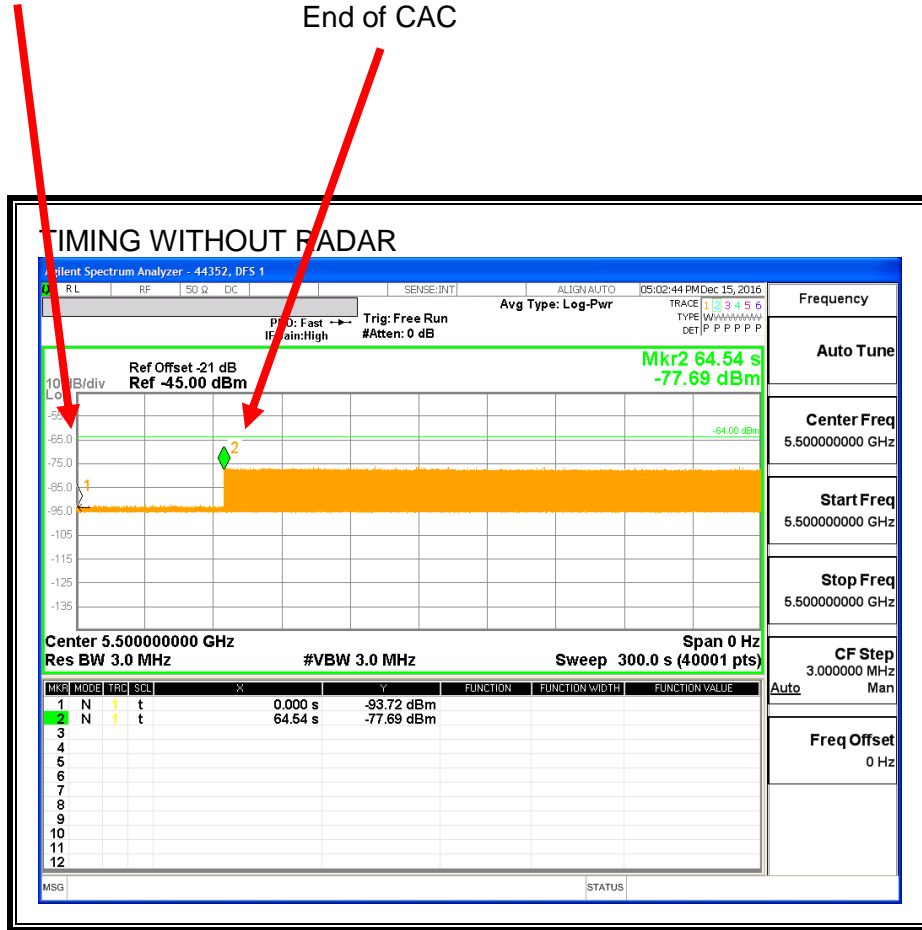 End of CAC
TIMING WITHOUT RADAR
Agilent Spectrum Analyzer - 44352, DFS 1
RL RF 50 Ω DC SENSE:INT ALIGN AUTO 05:02:44 PM Dec 15, 2016
PNO: Fast Trig: Free Run Avg Type: Log-Pwr TRACE 1 2 3 4 5 6
IFGain:High #Atten: 0 dB TYPE W
DET P P P P P P
Mkr2 64.54 s
-77.69 dBm
Ref Offset -21 dB
10 dB/div Ref -45.00 dBm
Log
-55.0
-64.00 dBm
-65.0
2
-75.0
-85.0
1
-95.0
-105
-115
-125
-135
Center 5.500000000 GHz Span 0 Hz
Res BW 3.0 MHz #VBW 3.0 MHz Sweep 300.0 s (40001 pts)
MKR MODE TRC SCL X Y FUNCTION FUNCTION WIDTH FUNCTION VALUE
1 N 1 t 0.000 s -93.72 dBm
2 N 1 t 64.54 s -77.69 dBm
3
4
5
6
7
8
9
10
11
12
MSG STATUS
Frequency
Auto Tune
Center Freq
5.500000000 GHz
Start Freq
5.500000000 GHz
Stop Freq
5.500000000 GHz
CF Step
3.000000 MHz
Auto Man
Freq Offset
0 Hz